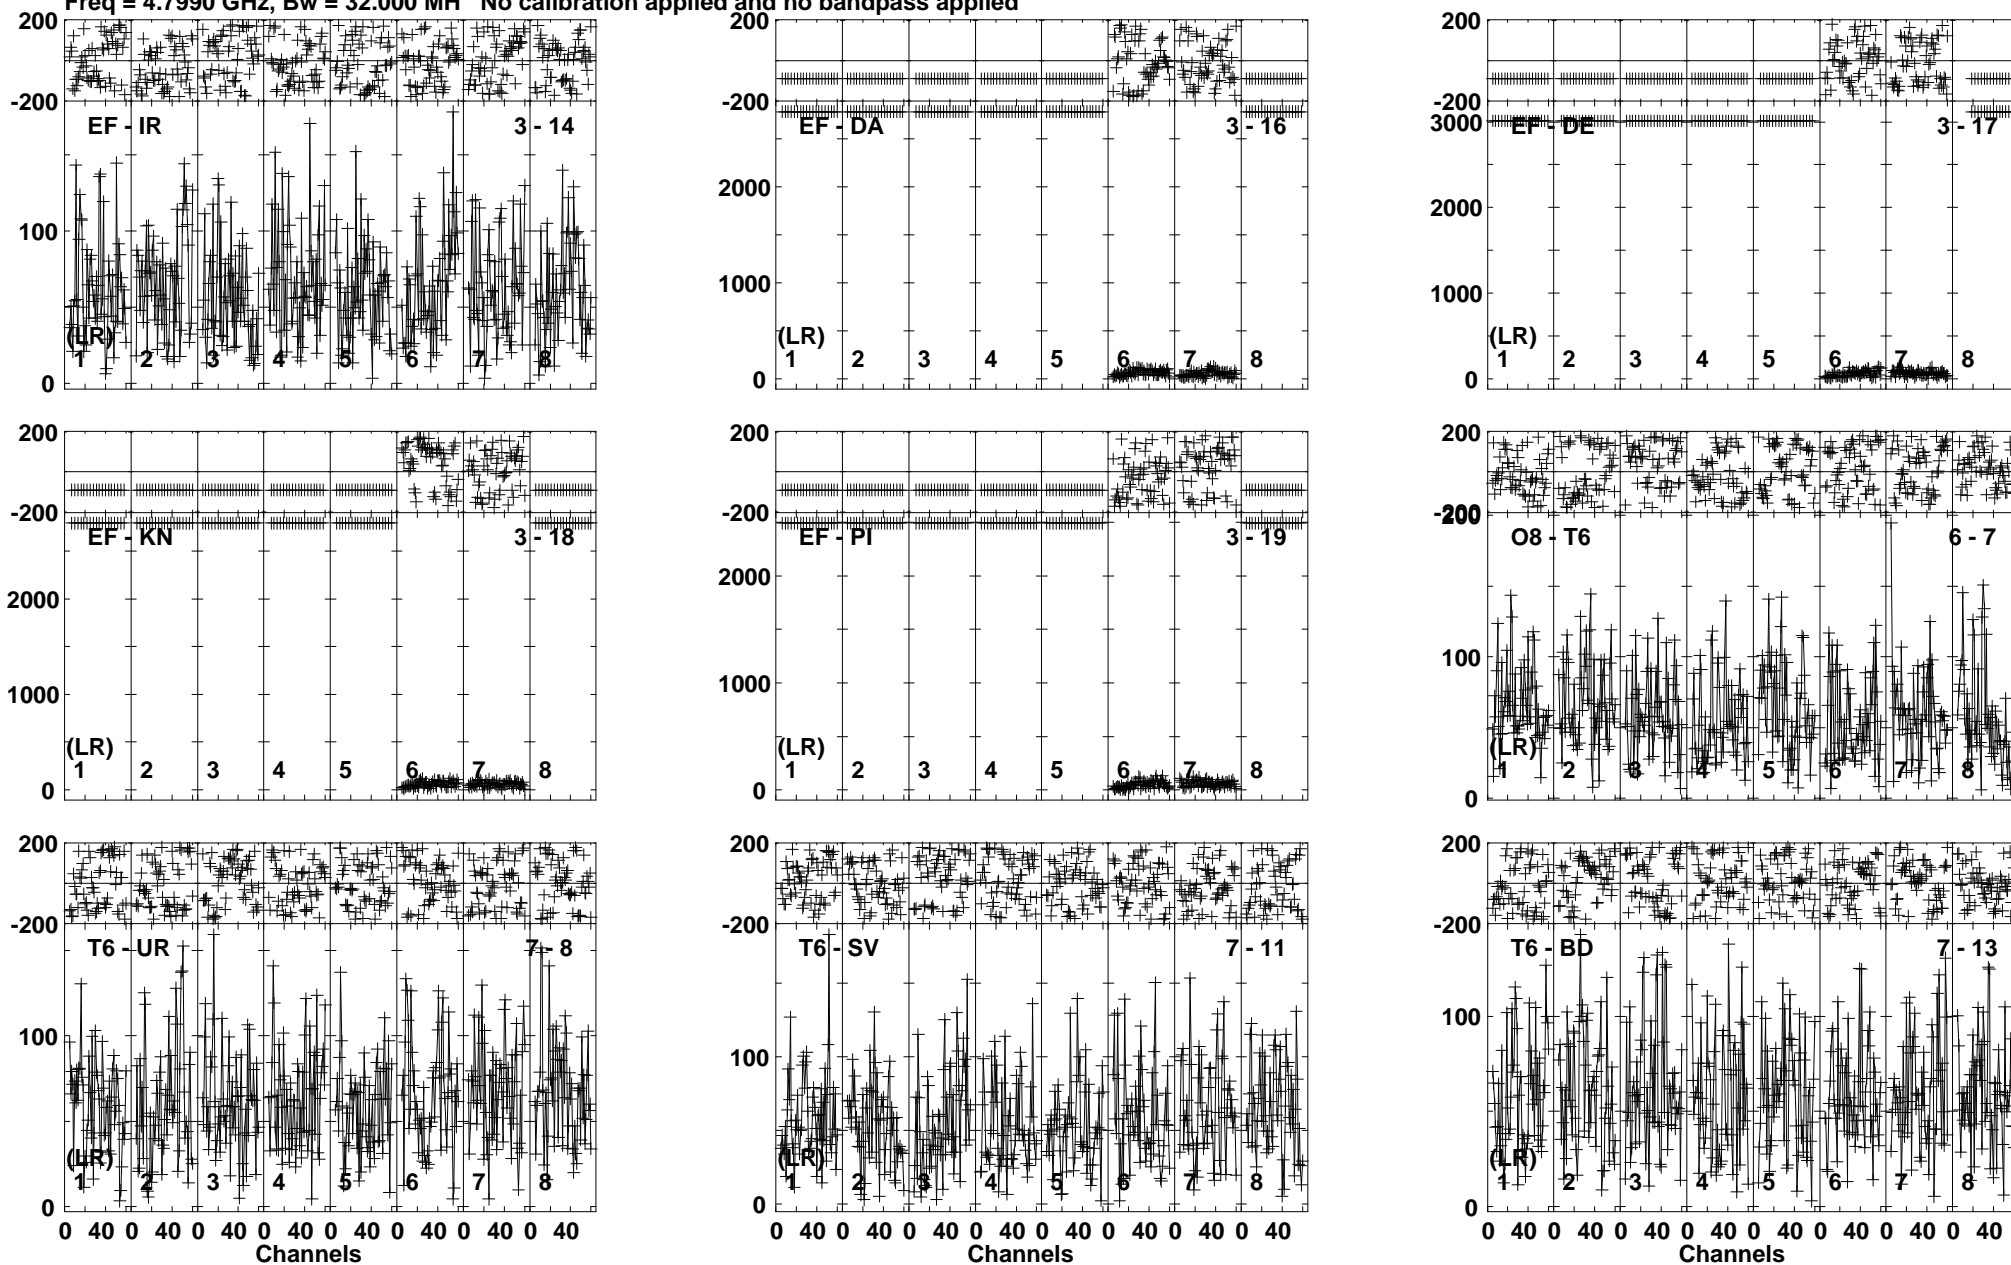 Freq = 4.7990 GHz, Bw = 32.000 MH No calibration applied and no bandpass applied
200 200 200
-200 -200 -200
EF - IR 3 - 14
EF - DA 3 - 16
3000 EF - DE 3 - 17
2000 2000
100
1000 1000
(LR) (LR) (LR)
1 2 3 4 5 6 7 8
1 2 3 4 5 6 7 8
1 2 3 4 5 6 7 8
0 0 0
200 200 200
-200 -200 -200
200
EF - KN 3 - 18
EF - PI 3 - 19
O8 - T6 6 - 7
2000 2000
1000 1000 100
(LR) (LR) (LR)
1 2 3 4 5 6 7 8
1 2 3 4 5 6 7 8
1 2 3 4 5 6 7 8
0 0 0
200 200 200
-200 -200 -200
T6 - UR 7 - 8
T6 - SV 7 - 11
T6 - BD 7 - 13
100 100 100
(LR) (LR) (LR)
1 2 3 4 5 6 7 8
1 2 3 4 5 6 7 8
1 2 3 4 5 6 7 8
0 0 0
0 40 0 40 0 40 0 40 0 40 0 40 0 40 0 40
0 40 0 40 0 40 0 40 0 40 0 40 0 40 0 40
0 40 0 40 0 40 0 40 0 40 0 40 0 40 0 40
Channels Channels Channels